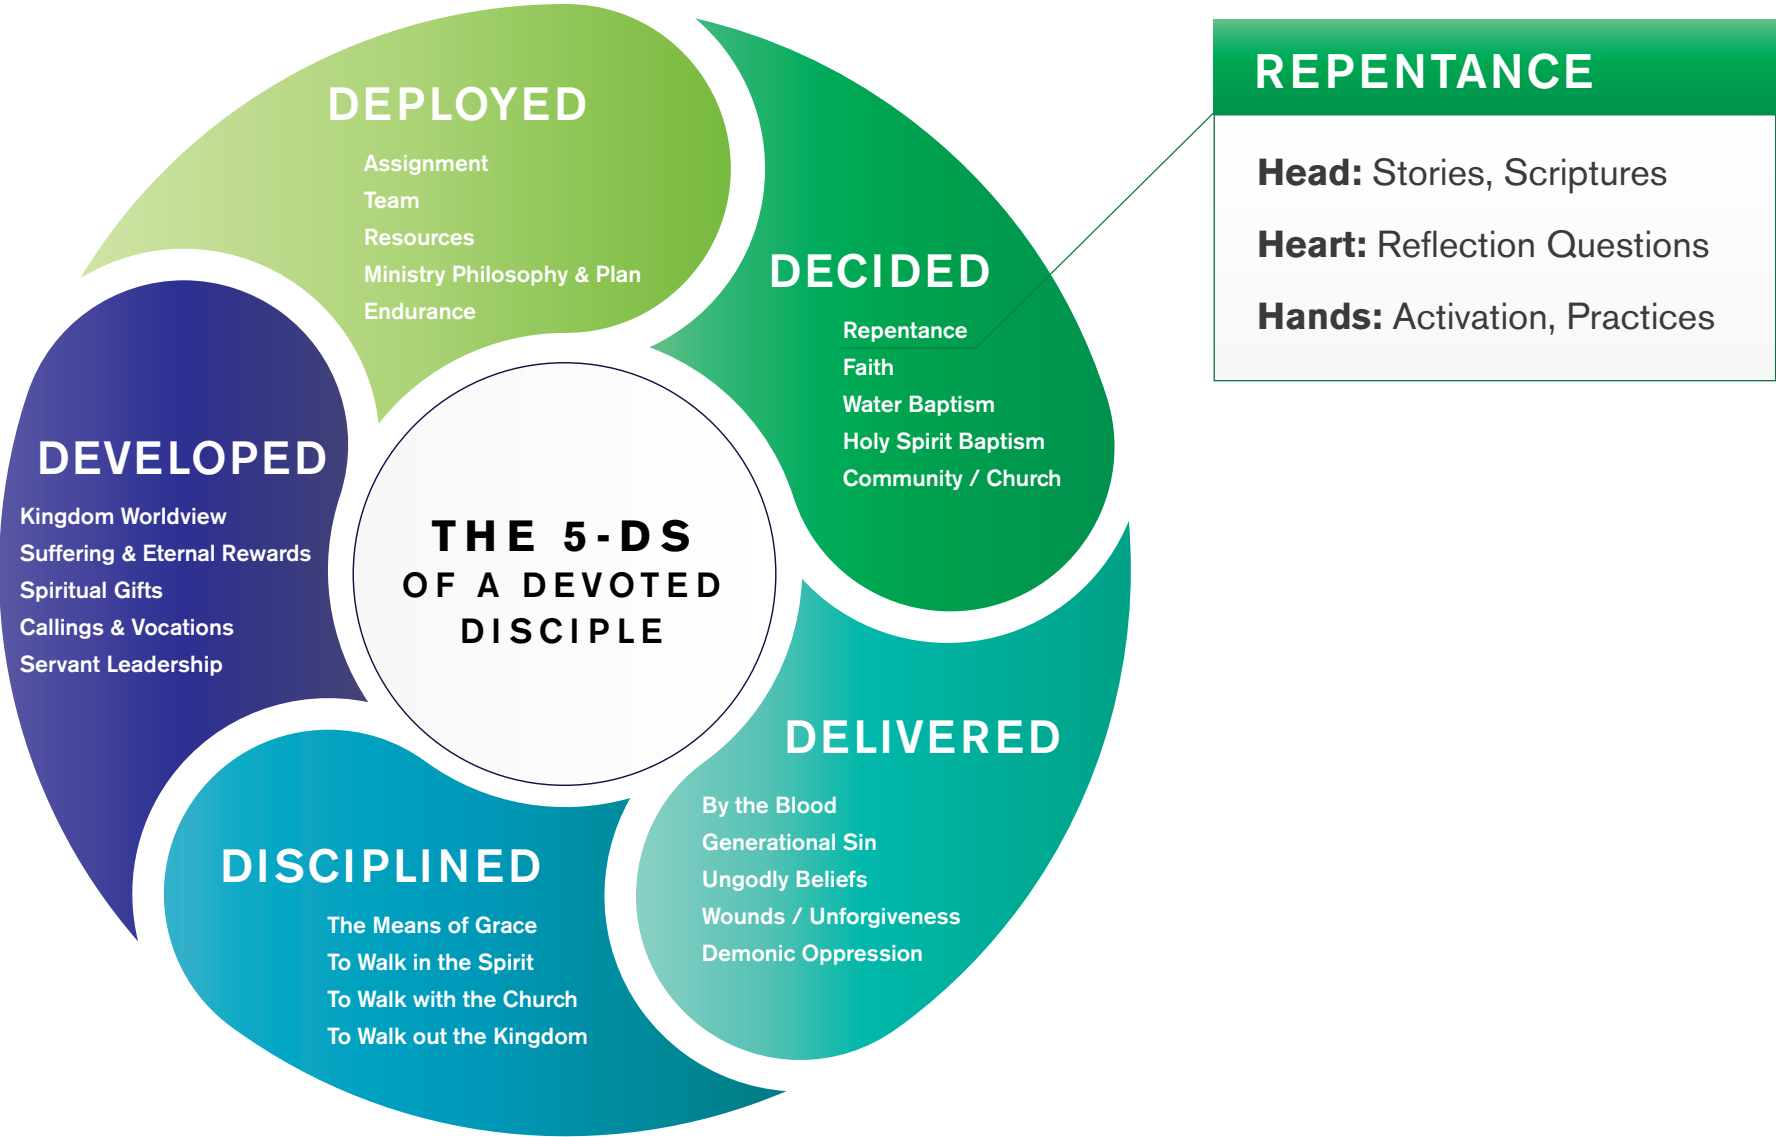 THE 5-DS
OF A DEVOTED
DISCIPLE
DECIDED
Repentance
Faith
Water Baptism
Holy Spirit Baptism
Community / Church
REPENTANCE
Head: Stories, Scriptures
Heart: Reflection Questions
Hands: Activation, Practices
DELIVERED
By the Blood
Generational Sin
Ungodly Beliefs
Wounds / Unforgiveness
Demonic Oppression
DISCIPLINED
The Means of Grace
To Walk in the Spirit
To Walk with the Church
To Walk out the Kingdom
DEVELOPED
Kingdom Worldview
Suffering & Eternal Rewards
Spiritual Gifts
Callings & Vocations
Servant Leadership
DEPLOYED
Assignment
Team
Resources
Ministry Philosophy & Plan
Endurance